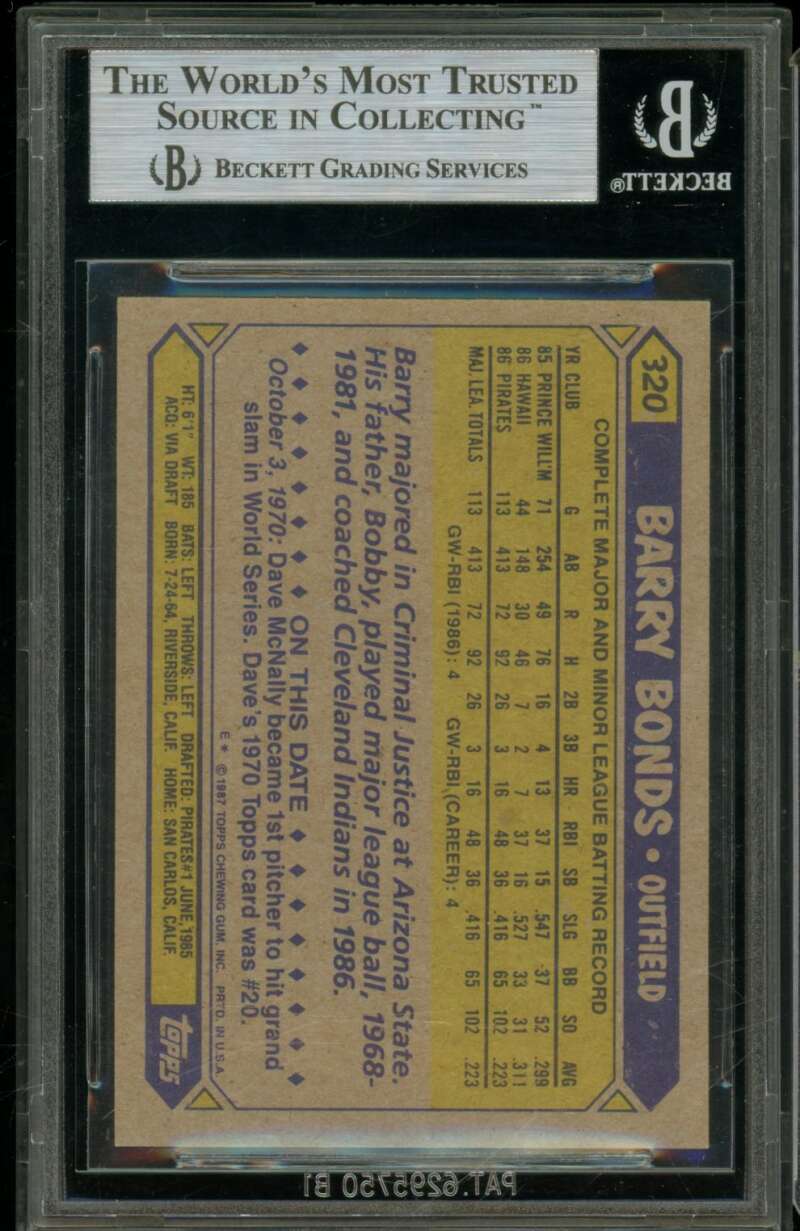 THE WORLD'S MOST TRUSTED
SOURCE IN COLLECTING™
B BECKETT GRADING SERVICES
B
BECKETT®
320 BARRY BONDS • OUTFIELD
COMPLETE MAJOR AND MINOR LEAGUE BATTING RECORD
YR CLUB G AB R H 2B 3B HR RBI SB SLG BB SO AVG
85 PRINCE WILL'M 71 254 49 76 16 4 13 37 15 .547 37 52 .299
86 HAWAII 44 148 30 46 7 2 7 37 16 .527 33 31 .311
86 PIRATES 113 413 72 92 26 3 16 48 36 .416 65 102 .223
MAJ.LEA. TOTALS 113 413 72 92 26 3 16 48 36 .416 65 102 .223
GW-RBI (1986): 4 GW-RBI (CAREER): 4
Barry majored in Criminal Justice at Arizona State.
His father, Bobby, played major league ball, 1968-
1981, and coached Cleveland Indians in 1986.
◆ ◆ ◆ ◆ ◆ ◆ ON THIS DATE ◆ ◆ ◆ ◆ ◆ ◆ ◆ ◆
October 3, 1970: Dave McNally became 1st pitcher to hit grand
slam in World Series. Dave's 1970 Topps card was #20.
E* ©1987 TOPPS CHEWING GUM, INC. PRTD. IN U.S.A.
HT: 6'1" WT: 185 BATS: LEFT THROWS: LEFT DRAFTED: PIRATES#1 JUNE,1985
ACQ: VIA DRAFT BORN: 7-24-64, RIVERSIDE, CALIF. HOME: SAN CARLOS, CALIF.
topps
PAT.6295750 B1